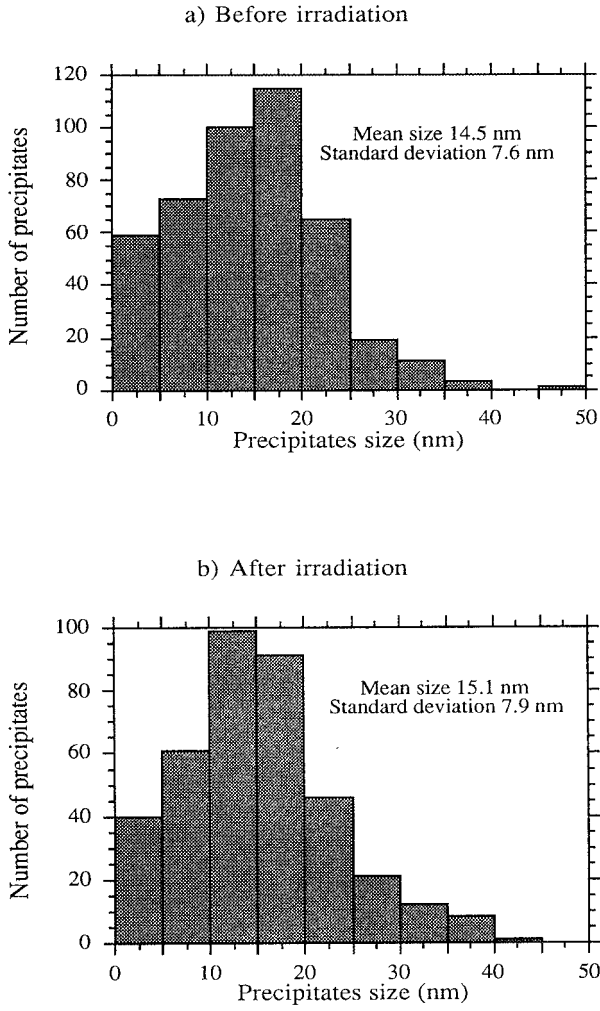 a) Before irradiation
120
100
80
60
40
20
0
Number of precipitates
Mean size 14.5 nm
Standard deviation 7.6 nm
0 10 20 30 40 50
Precipitates size (nm)
b) After irradiation
100
80
60
40
20
0
Number of precipitates
Mean size 15.1 nm
Standard deviation 7.9 nm
0 10 20 30 40 50
Precipitates size (nm)